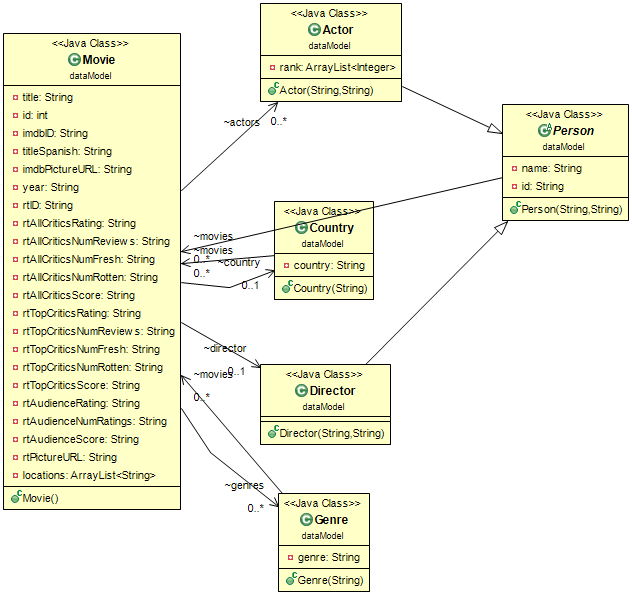 <<Java Class>>
Movie
dataModel
title: String
id: int
imdbID: String
titleSpanish: String
imdbPictureURL: String
year: String
rtID: String
rtAllCriticsRating: String
rtAllCriticsNumReviews: String
rtAllCriticsNumFresh: String
rtAllCriticsNumRotten: String
rtAllCriticsScore: String
rtTopCriticsRating: String
rtTopCriticsNumReviews: String
rtTopCriticsNumFresh: String
rtTopCriticsNumRotten: String
rtTopCriticsScore: String
rtAudienceRating: String
rtAudienceNumRatings: String
rtAudienceScore: String
rtPictureURL: String
locations: ArrayList<String>
Movie()
<<Java Class>>
Actor
dataModel
rank: ArrayList<Integer>
Actor(String,String)
~actors
0..*
<<Java Class>>
Person
dataModel
name: String
id: String
Person(String,String)
~movies
0..*
<<Java Class>>
Country
dataModel
country: String
Country(String)
~movies
0..*
~country
0..1
<<Java Class>>
Director
dataModel
Director(String,String)
~director
0..1
~movies
0..*
~genres
0..*
<<Java Class>>
Genre
dataModel
genre: String
Genre(String)